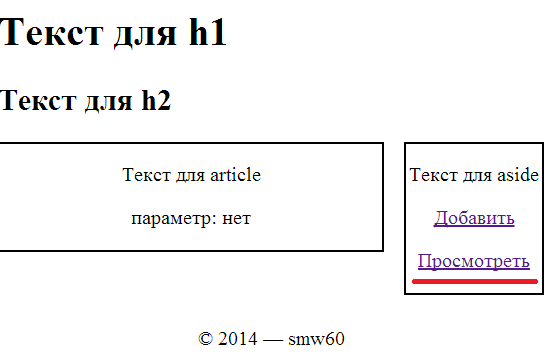 Текст для h1
Текст для h2
Текст для article
параметр: нет
Текст для aside
Добавить
Просмотреть
© 2014 — smw60